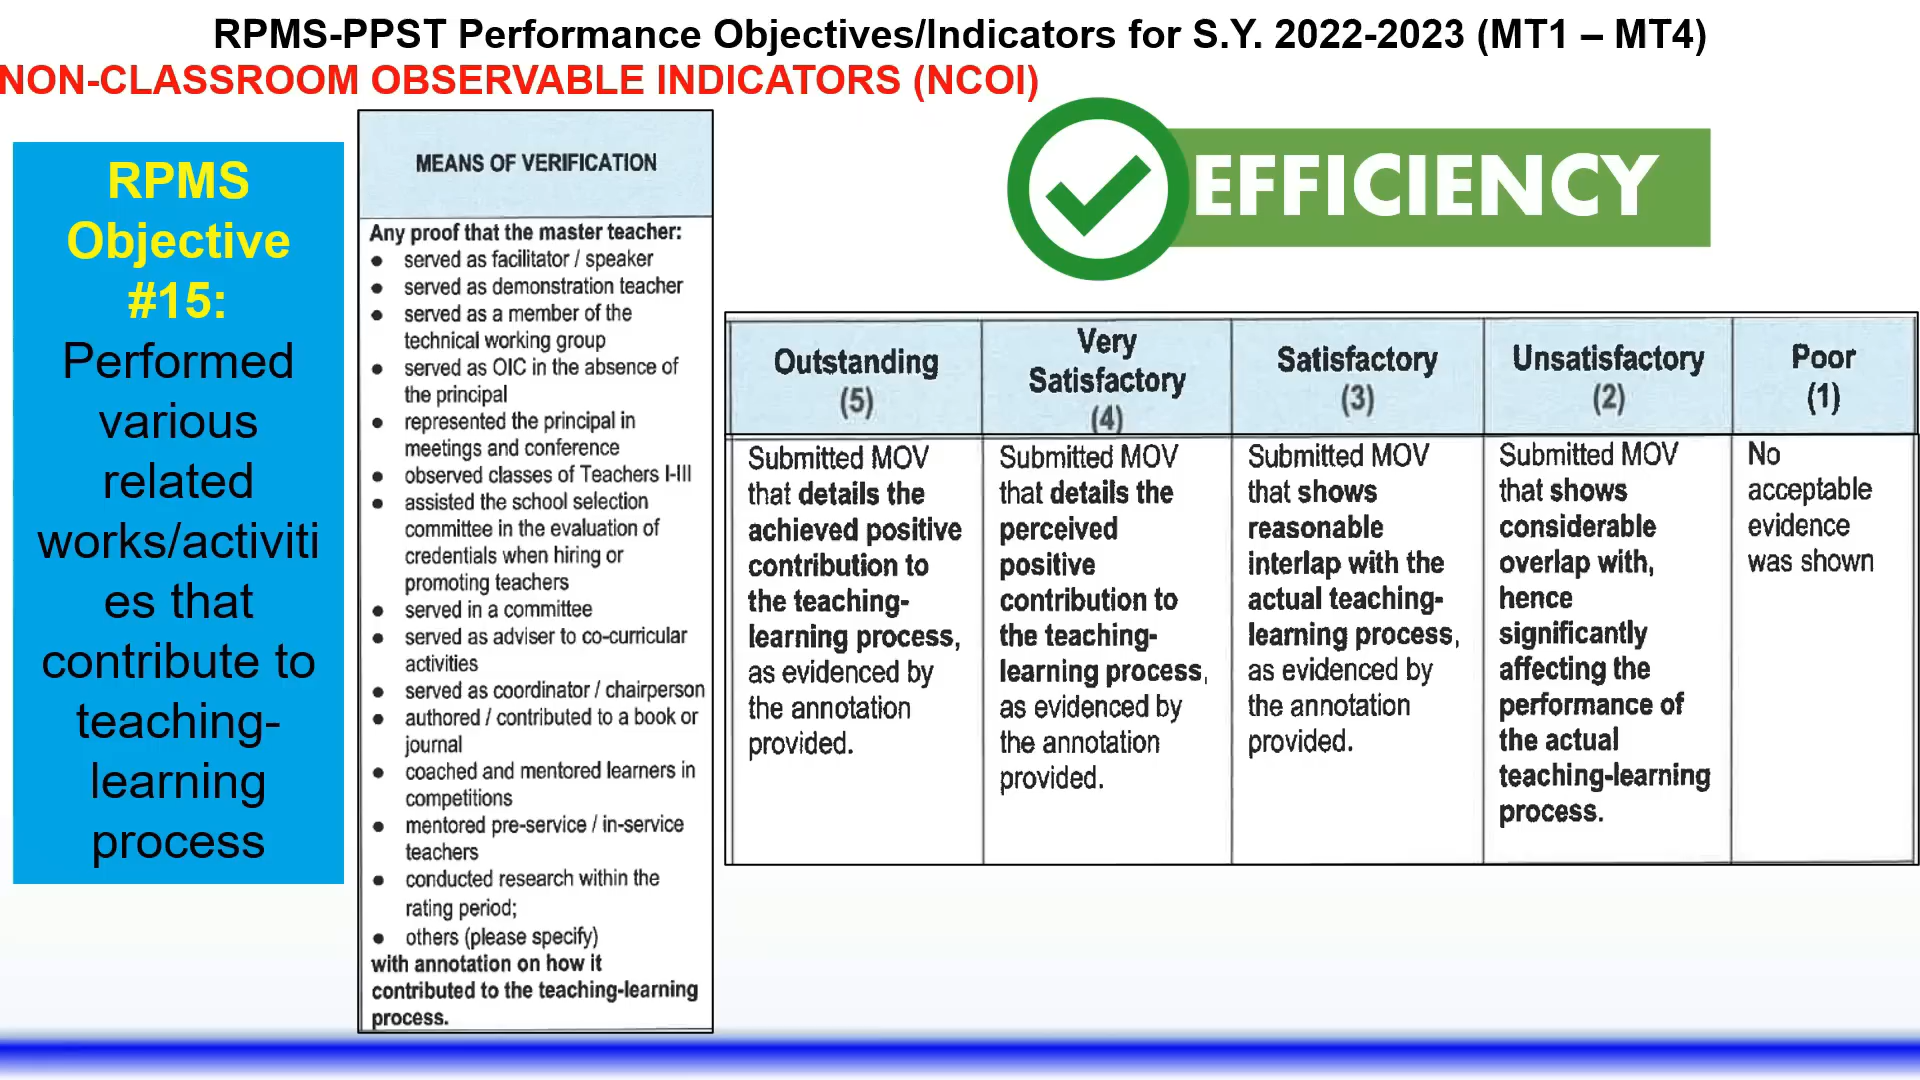 RPMS-PPST Performance Objectives/Indicators for S.Y. 2022-2023 (MT1 – MT4)
NON-CLASSROOM OBSERVABLE INDICATORS (NCOI)
RPMS
Objective
#15:
Performed
various
related
works/activiti
es that
contribute to
teaching-
learning
process
MEANS OF VERIFICATION
Any proof that the master teacher:
● served as facilitator / speaker
● served as demonstration teacher
● served as a member of the
technical working group
● served as OIC in the absence of
the principal
● represented the principal in
meetings and conference
● observed classes of Teachers I-III
● assisted the school selection
committee in the evaluation of
credentials when hiring or
promoting teachers
● served in a committee
● served as adviser to co-curricular
activities
● served as coordinator / chairperson
● authored / contributed to a book or
journal
● coached and mentored learners in
competitions
● mentored pre-service / in-service
teachers
● conducted research within the
rating period;
● others (please specify)
with annotation on how it
contributed to the teaching-learning
process.
EFFICIENCY
Outstanding
(5)
Very
Satisfactory
(4)
Satisfactory
(3)
Unsatisfactory
(2)
Poor
(1)
Submitted MOV
that details the
achieved positive
contribution to
the teaching-
learning process,
as evidenced by
the annotation
provided.
Submitted MOV
that details the
perceived
positive
contribution to
the teaching-
learning process,
as evidenced by
the annotation
provided.
Submitted MOV
that shows
reasonable
interlap with the
actual teaching-
learning process,
as evidenced by
the annotation
provided.
Submitted MOV
that shows
considerable
overlap with,
hence
significantly
affecting the
performance of
the actual
teaching-learning
process.
No
acceptable
evidence
was shown